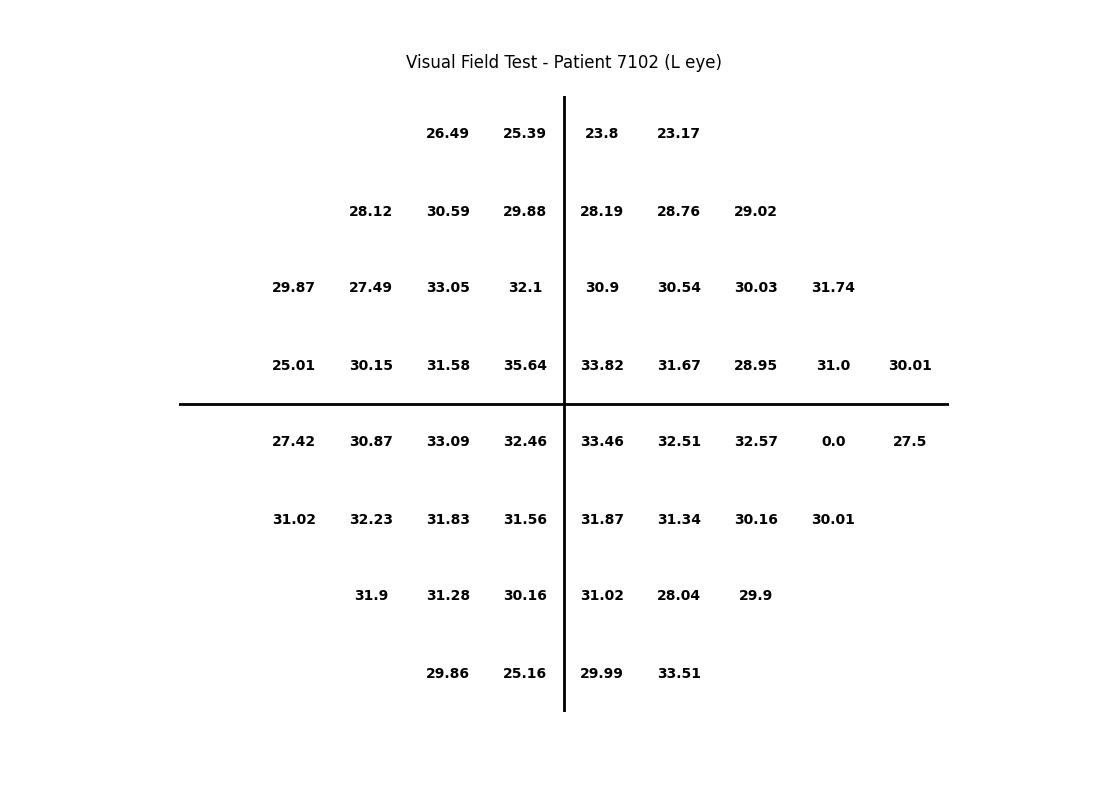 Visual Field Test - Patient 7102 (L eye)
26.49 25.39 23.8 23.17
28.12 30.59 29.88 28.19 28.76 29.02
29.87 27.49 33.05 32.1 30.9 30.54 30.03 31.74
25.01 30.15 31.58 35.64 33.82 31.67 28.95 31.0 30.01
27.42 30.87 33.09 32.46 33.46 32.51 32.57 0.0 27.5
31.02 32.23 31.83 31.56 31.87 31.34 30.16 30.01
31.9 31.28 30.16 31.02 28.04 29.9
29.86 25.16 29.99 33.51